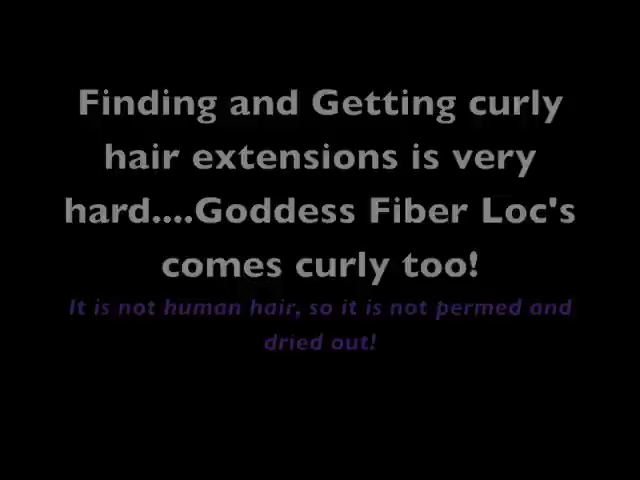 Finding and Getting curly
hair extensions is very
hard....Goddess Fiber Loc's
comes curly too!
It is not human hair, so it is not permed and
dried out!